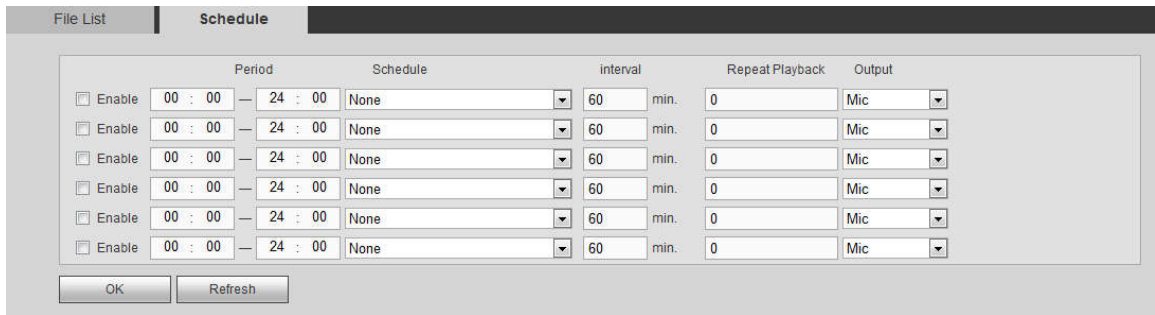 File List Schedule
Period Schedule interval Repeat Playback Output
Enable 00 : 00 — 24 : 00 None 60 min. 0 Mic
Enable 00 : 00 — 24 : 00 None 60 min. 0 Mic
Enable 00 : 00 — 24 : 00 None 60 min. 0 Mic
Enable 00 : 00 — 24 : 00 None 60 min. 0 Mic
Enable 00 : 00 — 24 : 00 None 60 min. 0 Mic
Enable 00 : 00 — 24 : 00 None 60 min. 0 Mic
OK Refresh